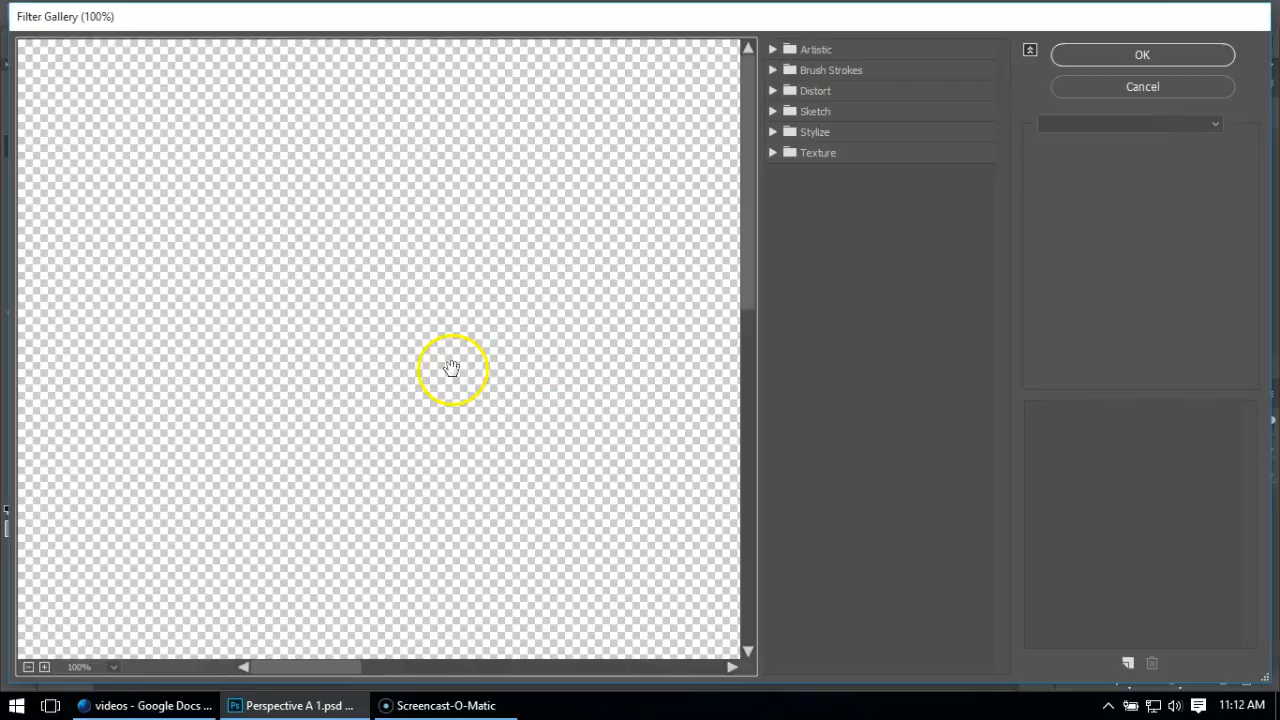 Filter Gallery (100%)
Artistic
Brush Strokes
Distort
Sketch
Stylize
Texture
OK
Cancel
100%
videos - Google Docs ...
Ps
Perspective A 1.psd ...
Screencast-O-Matic
11:12 AM